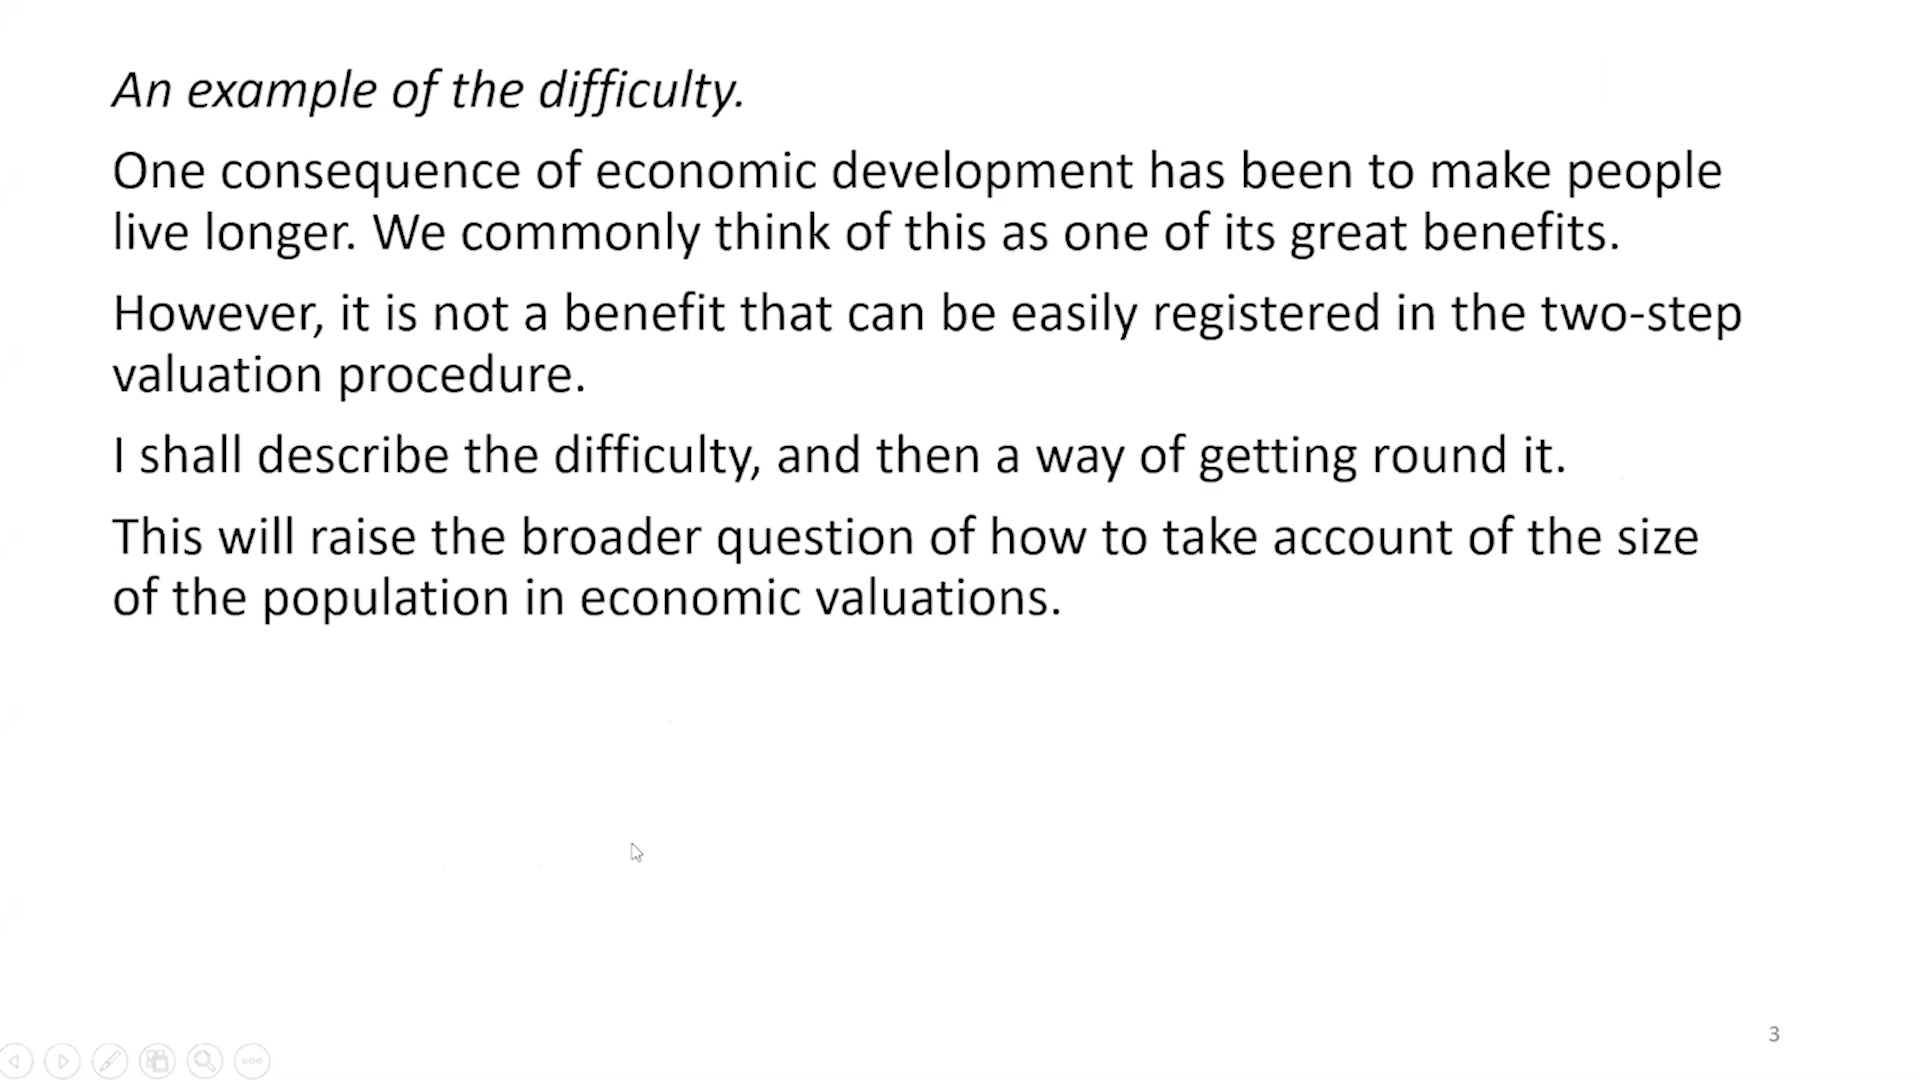 An example of the difficulty.
One consequence of economic development has been to make people
live longer. We commonly think of this as one of its great benefits.
However, it is not a benefit that can be easily registered in the two-step
valuation procedure.
I shall describe the difficulty, and then a way of getting round it.
This will raise the broader question of how to take account of the size
of the population in economic valuations.
3